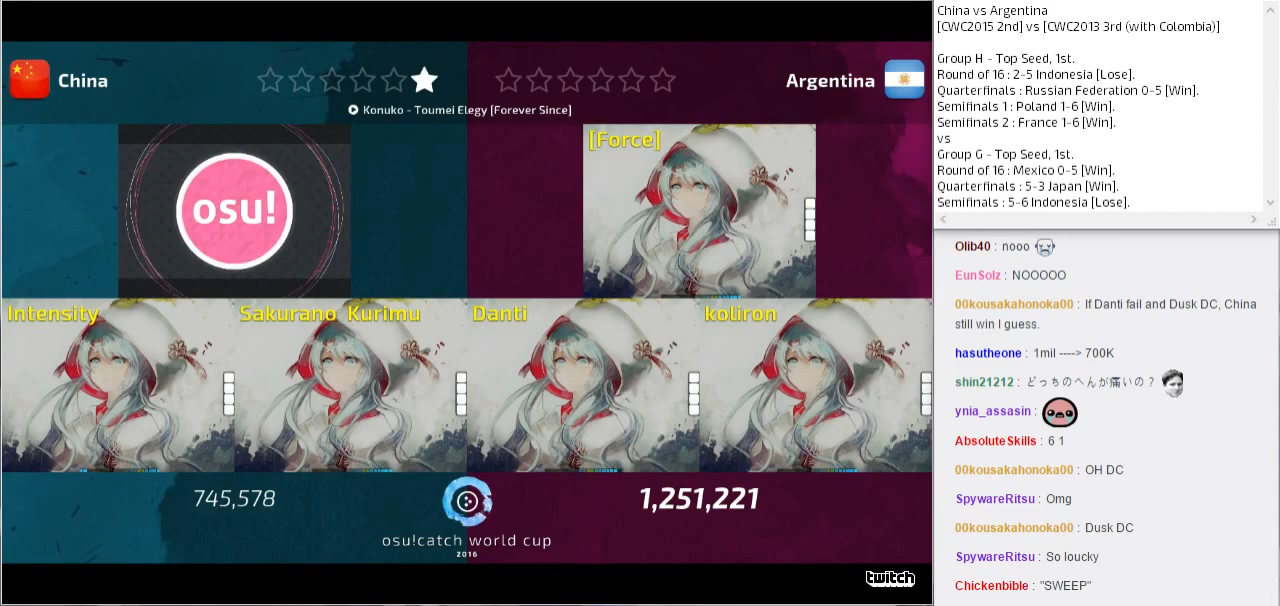 China
Argentina
Konuko - Toumei Elegy [Forever Since]
osu!
[Force]
Intensity
Sakurano Kurimu
Danti
koliron
745,578
1,251,221
osu!catch world cup
2016
twitch
China vs Argentina
[CWC2015 2nd] vs [CWC2013 3rd (with Colombia)]
Group H - Top Seed, 1st.
Round of 16 : 2-5 Indonesia [Lose].
Quarterfinals : Russian Federation 0-5 [Win].
Semifinals 1 : Poland 1-6 [Win].
Semifinals 2 : France 1-6 [Win].
vs
Group G - Top Seed, 1st.
Round of 16 : Mexico 0-5 [Win].
Quarterfinals : 5-3 Japan [Win].
Semifinals : 5-6 Indonesia [Lose].
Olib40 : nooo
EunSolz : NOOOOO
00kousakahonoka00 : If Danti fail and Dusk DC, China
still win I guess.
hasutheone : 1mil ----> 700K
shin21212 : どっちのへんが痛いの？
ynia_assasin :
AbsoluteSkills : 6 1
00kousakahonoka00 : OH DC
SpywareRitsu : Omg
00kousakahonoka00 : Dusk DC
SpywareRitsu : So loucky
Chickenbible : "SWEEP"